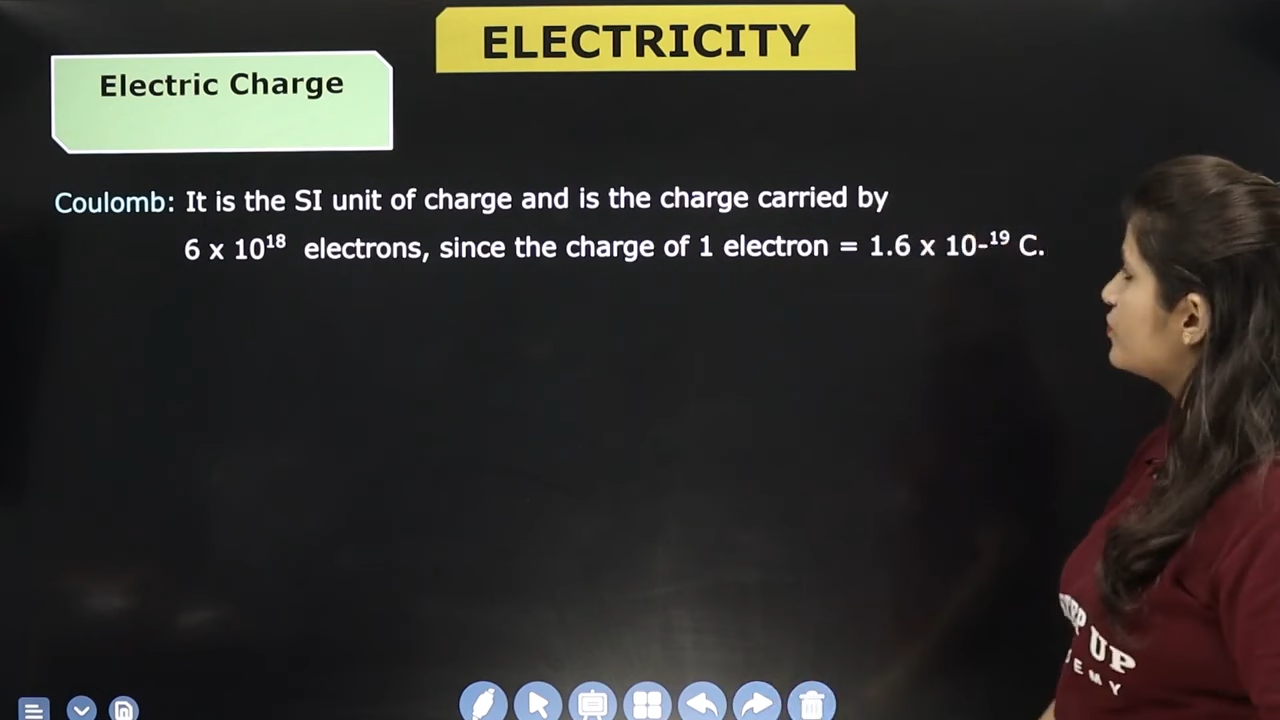 ELECTRICITY
Electric Charge
Coulomb: It is the SI unit of charge and is the charge carried by
6 x 10¹⁸ electrons, since the charge of 1 electron = 1.6 x 10-¹⁹ C.
UP